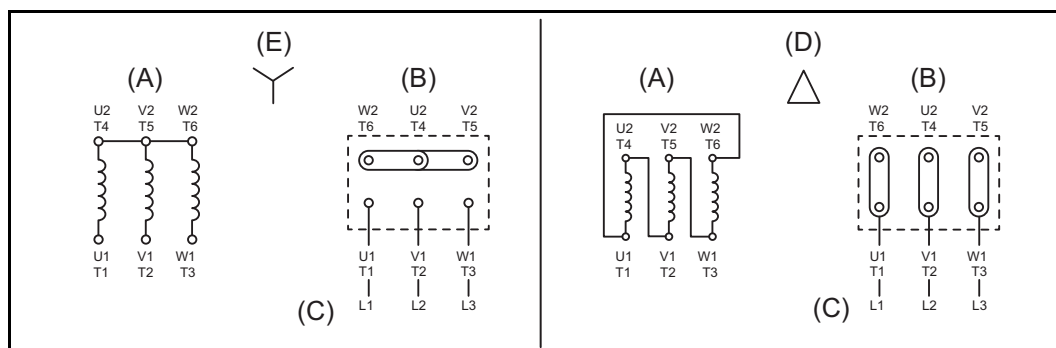 (E)
(A)
(B)
U2 V2 W2
T4 T5 T6
W2 U2 V2
T6 T4 T5
U1 V1 W1
T1 T2 T3
U1 V1 W1
T1 T2 T3
(C)
L1 L2 L3
(D)
(A)
(B)
U2 V2 W2
T4 T5 T6
W2 U2 V2
T6 T4 T5
U1 V1 W1
T1 T2 T3
U1 V1 W1
T1 T2 T3
(C)
L1 L2 L3